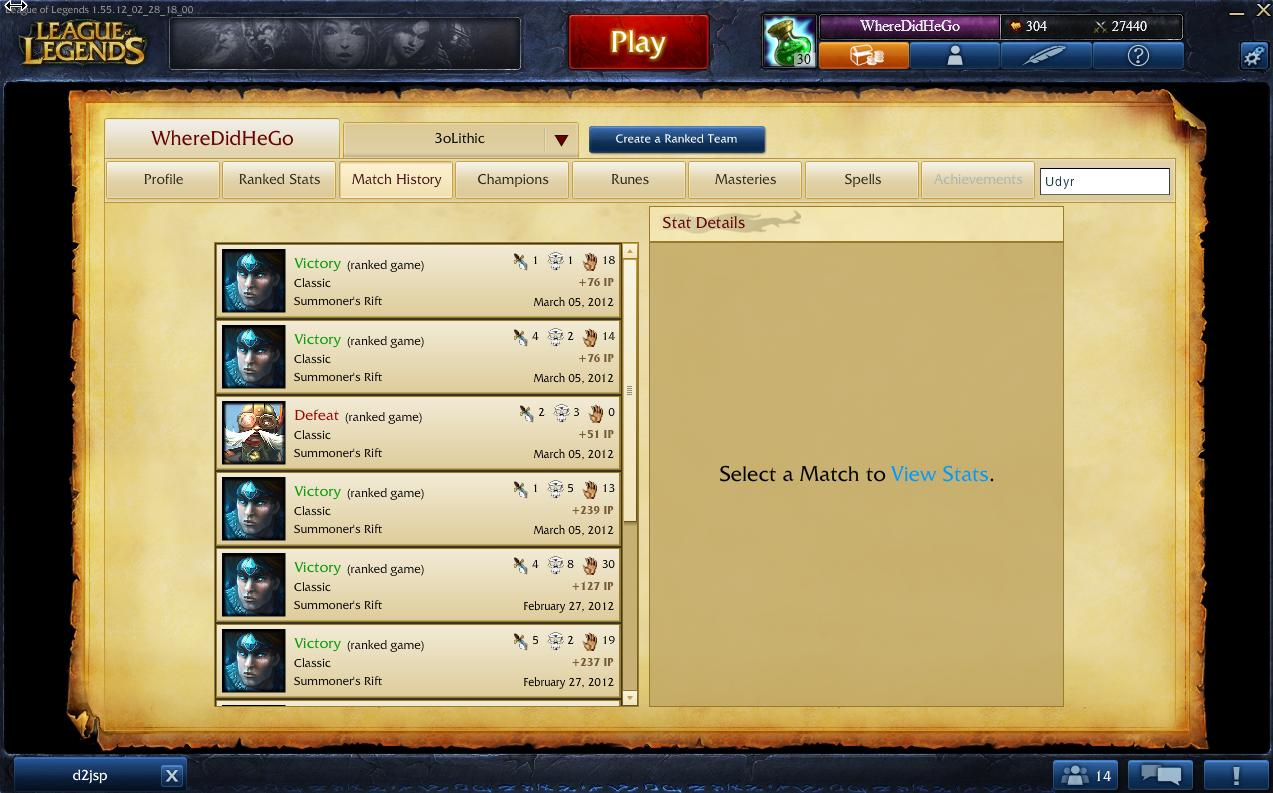 League of Legends 1.55.12_02_28_18_00
LEAGUE of LEGENDS
Play
30
WhereDidHeGo
304
27440
?
WhereDidHeGo
3oLithic
Create a Ranked Team
Profile
Ranked Stats
Match History
Champions
Runes
Masteries
Spells
Achievements
Udyr
Victory (ranked game) 1 1 18
Classic +76 IP
Summoner's Rift March 05, 2012
Victory (ranked game) 4 2 14
Classic +76 IP
Summoner's Rift March 05, 2012
Defeat (ranked game) 2 3 0
Classic +51 IP
Summoner's Rift March 05, 2012
Victory (ranked game) 1 5 13
Classic +239 IP
Summoner's Rift March 05, 2012
Victory (ranked game) 4 8 30
Classic +127 IP
Summoner's Rift February 27, 2012
Victory (ranked game) 5 2 19
Classic +237 IP
Summoner's Rift February 27, 2012
Stat Details
Select a Match to View Stats.
d2jsp X
14
!